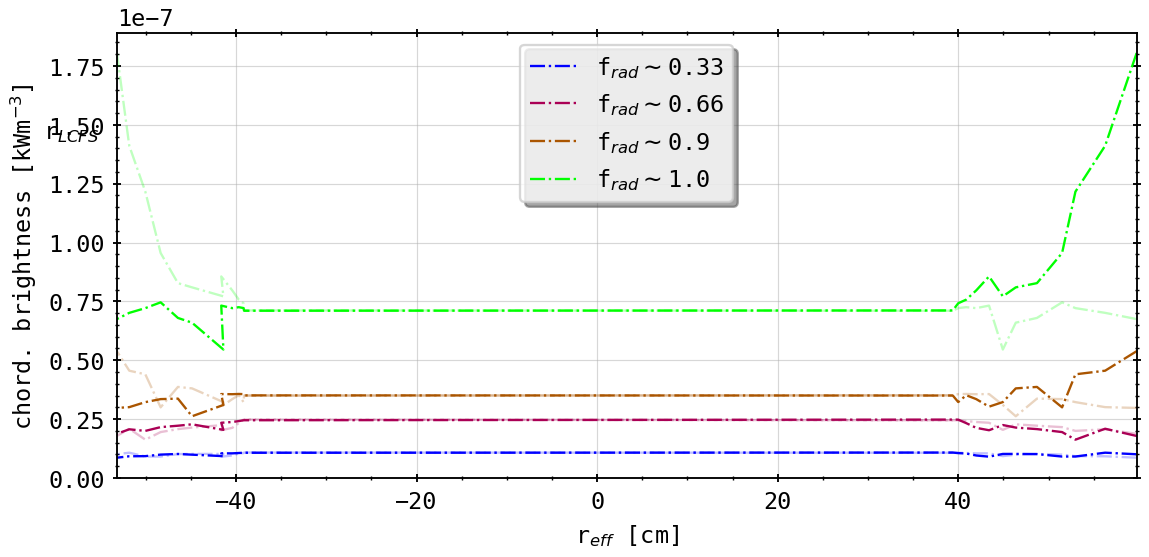 1e−7
f_rad ∼ 0.33
f_rad ∼ 0.66
f_rad ∼ 0.9
f_rad ∼ 1.0
1.75
1.50
r_LCFS
1.25
1.00
0.75
0.50
0.25
0.00
chord. brightness [kWm⁻³]
−40
−20
0
20
40
r_eff [cm]